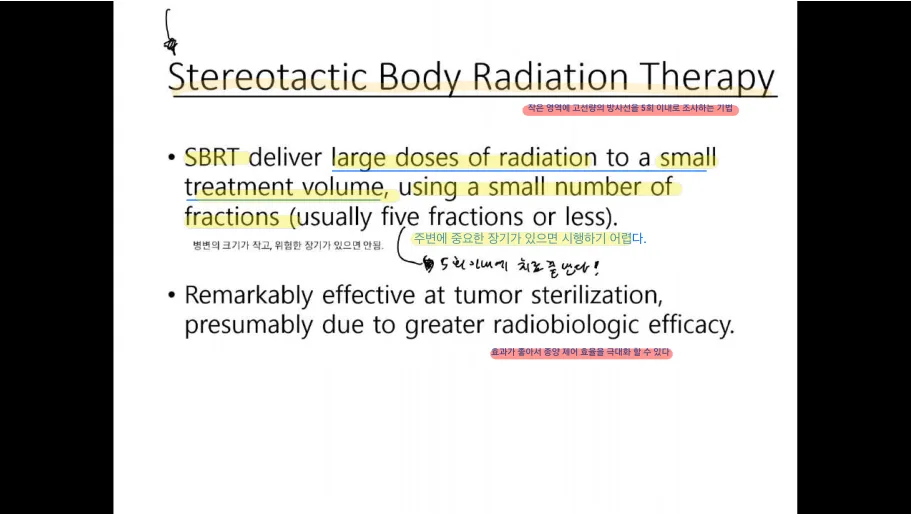 Stereotactic Body Radiation Therapy
작은 영역에 고선량의 방사선을 5회 이내로 조사하는 기법
• SBRT deliver large doses of radiation to a small
treatment volume, using a small number of
fractions (usually five fractions or less).
병변의 크기가 작고, 위험한 장기가 있으면 안됨.
주변에 중요한 장기가 있으면 시행하기 어렵다.
5회 이내에 치료 끝낸다!
• Remarkably effective at tumor sterilization,
presumably due to greater radiobiologic efficacy.
효과가 좋아서 종양 제어 효율을 극대화 할 수 있다